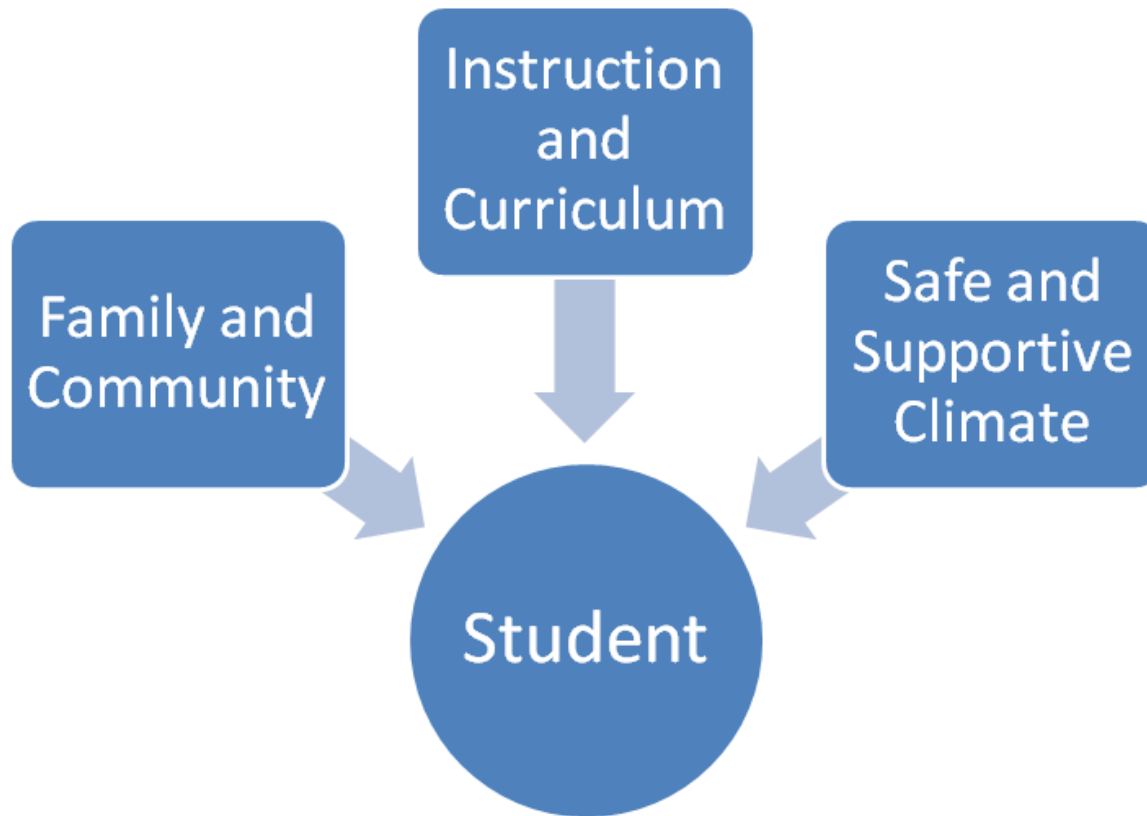 Instruction
and
Curriculum
Family and
Community
Safe and
Supportive
Climate
Student